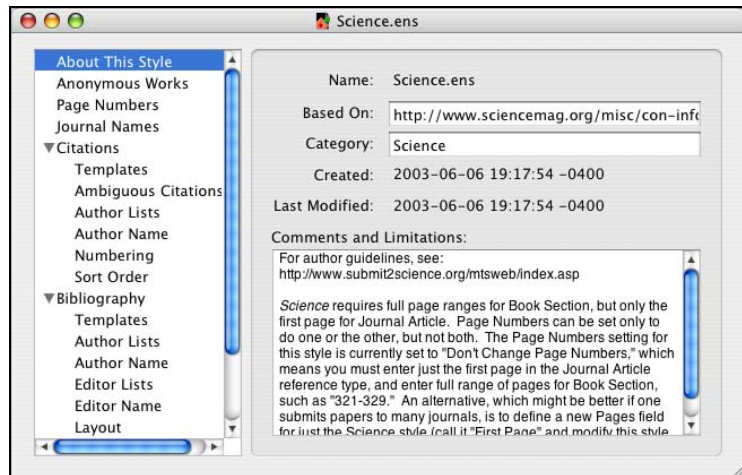 Science.ens
About This Style
Anonymous Works
Page Numbers
Journal Names
Citations
Templates
Ambiguous Citations
Author Lists
Author Name
Numbering
Sort Order
Bibliography
Templates
Author Lists
Author Name
Editor Lists
Editor Name
Layout
Name: Science.ens
Based On: http://www.sciencemag.org/misc/con-info
Category: Science
Created: 2003-06-06 19:17:54 -0400
Last Modified: 2003-06-06 19:17:54 -0400
Comments and Limitations:
For author guidelines, see:
http://www.submit2science.org/mtsweb/index.asp
Science requires full page ranges for Book Section, but only the
first page for Journal Article. Page Numbers can be set only to
do one or the other, but not both. The Page Numbers setting for
this style is currently set to "Don't Change Page Numbers," which
means you must enter just the first page in the Journal Article
reference type, and enter full range of pages for Book Section,
such as "321-329." An alternative, which might be better if one
submits papers to many journals, is to define a new Pages field
for just the Science style (call it "First Page" and modify this style